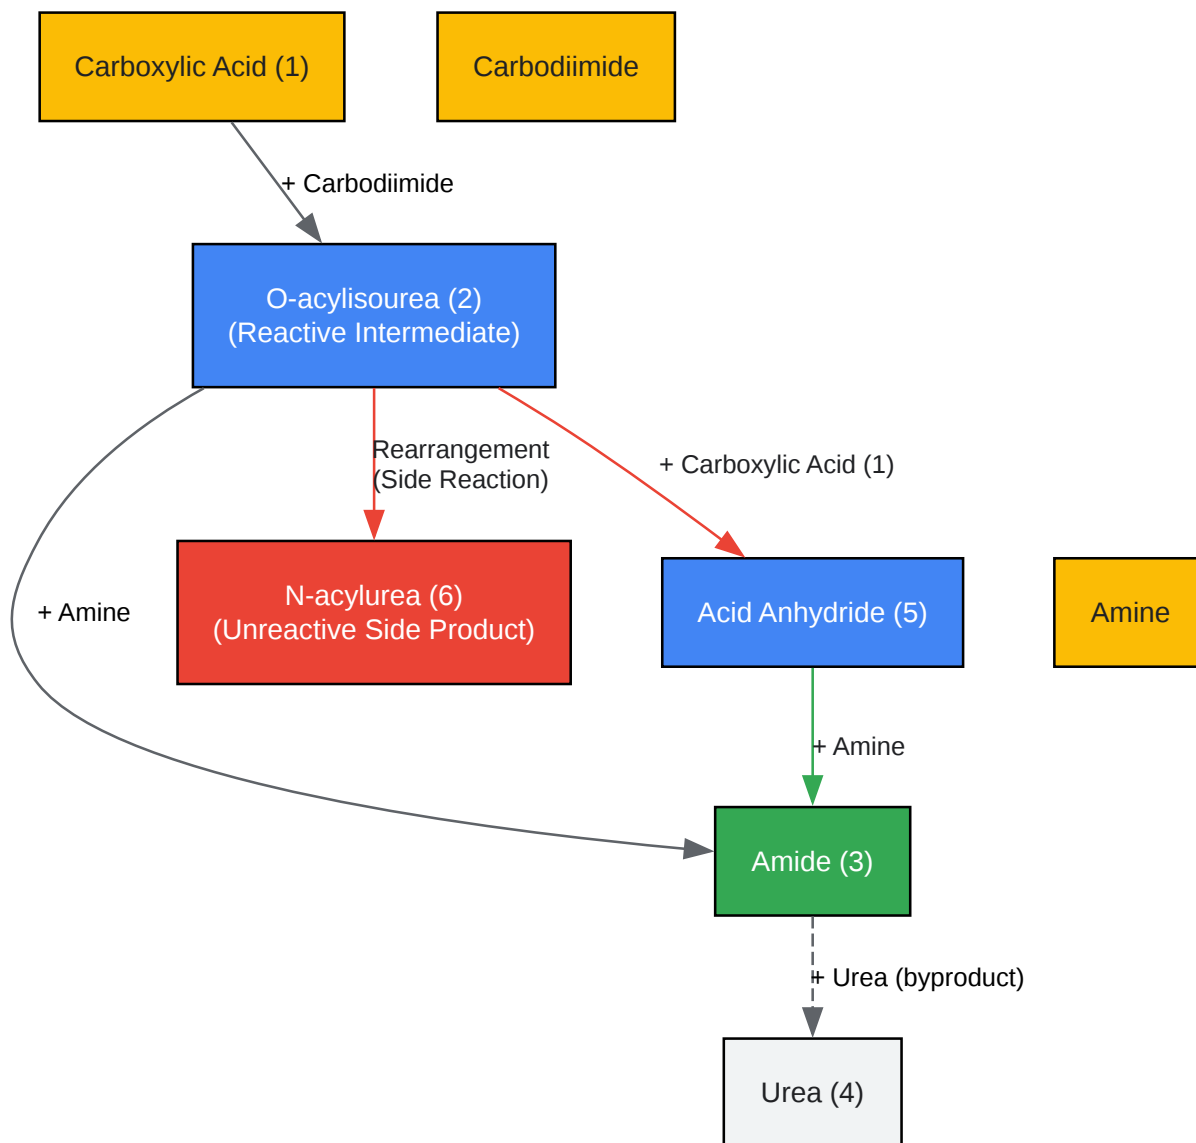 Carboxylic Acid (1)
Carbodiimide
+ Carbodiimide
O-acylisourea (2)
(Reactive Intermediate)
Rearrangement
(Side Reaction)
+ Carboxylic Acid (1)
+ Amine
N-acylurea (6)
(Unreactive Side Product)
Acid Anhydride (5)
Amine
+ Amine
Amide (3)
+ Urea (byproduct)
Urea (4)